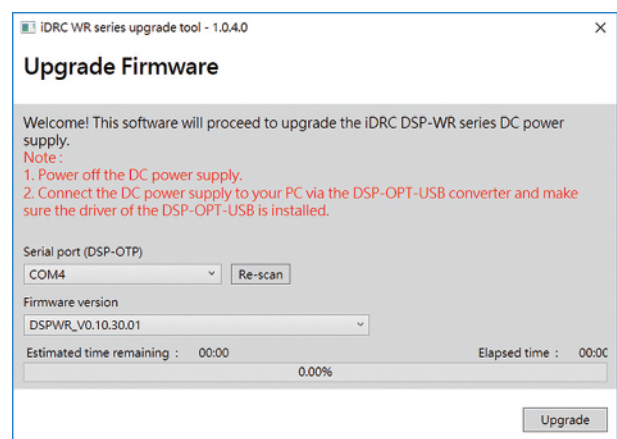 iDRC WR series upgrade tool - 1.0.4.0
Upgrade Firmware
Welcome! This software will proceed to upgrade the iDRC DSP-WR series DC power
supply.
Note :
1. Power off the DC power supply.
2. Connect the DC power supply to your PC via the DSP-OPT-USB converter and make
sure the driver of the DSP-OPT-USB is installed.
Serial port (DSP-OTP)
COM4 Re-scan
Firmware version
DSPWR_V0.10.30.01
Estimated time remaining : 00:00 Elapsed time : 00:0C
0.00%
Upgrade